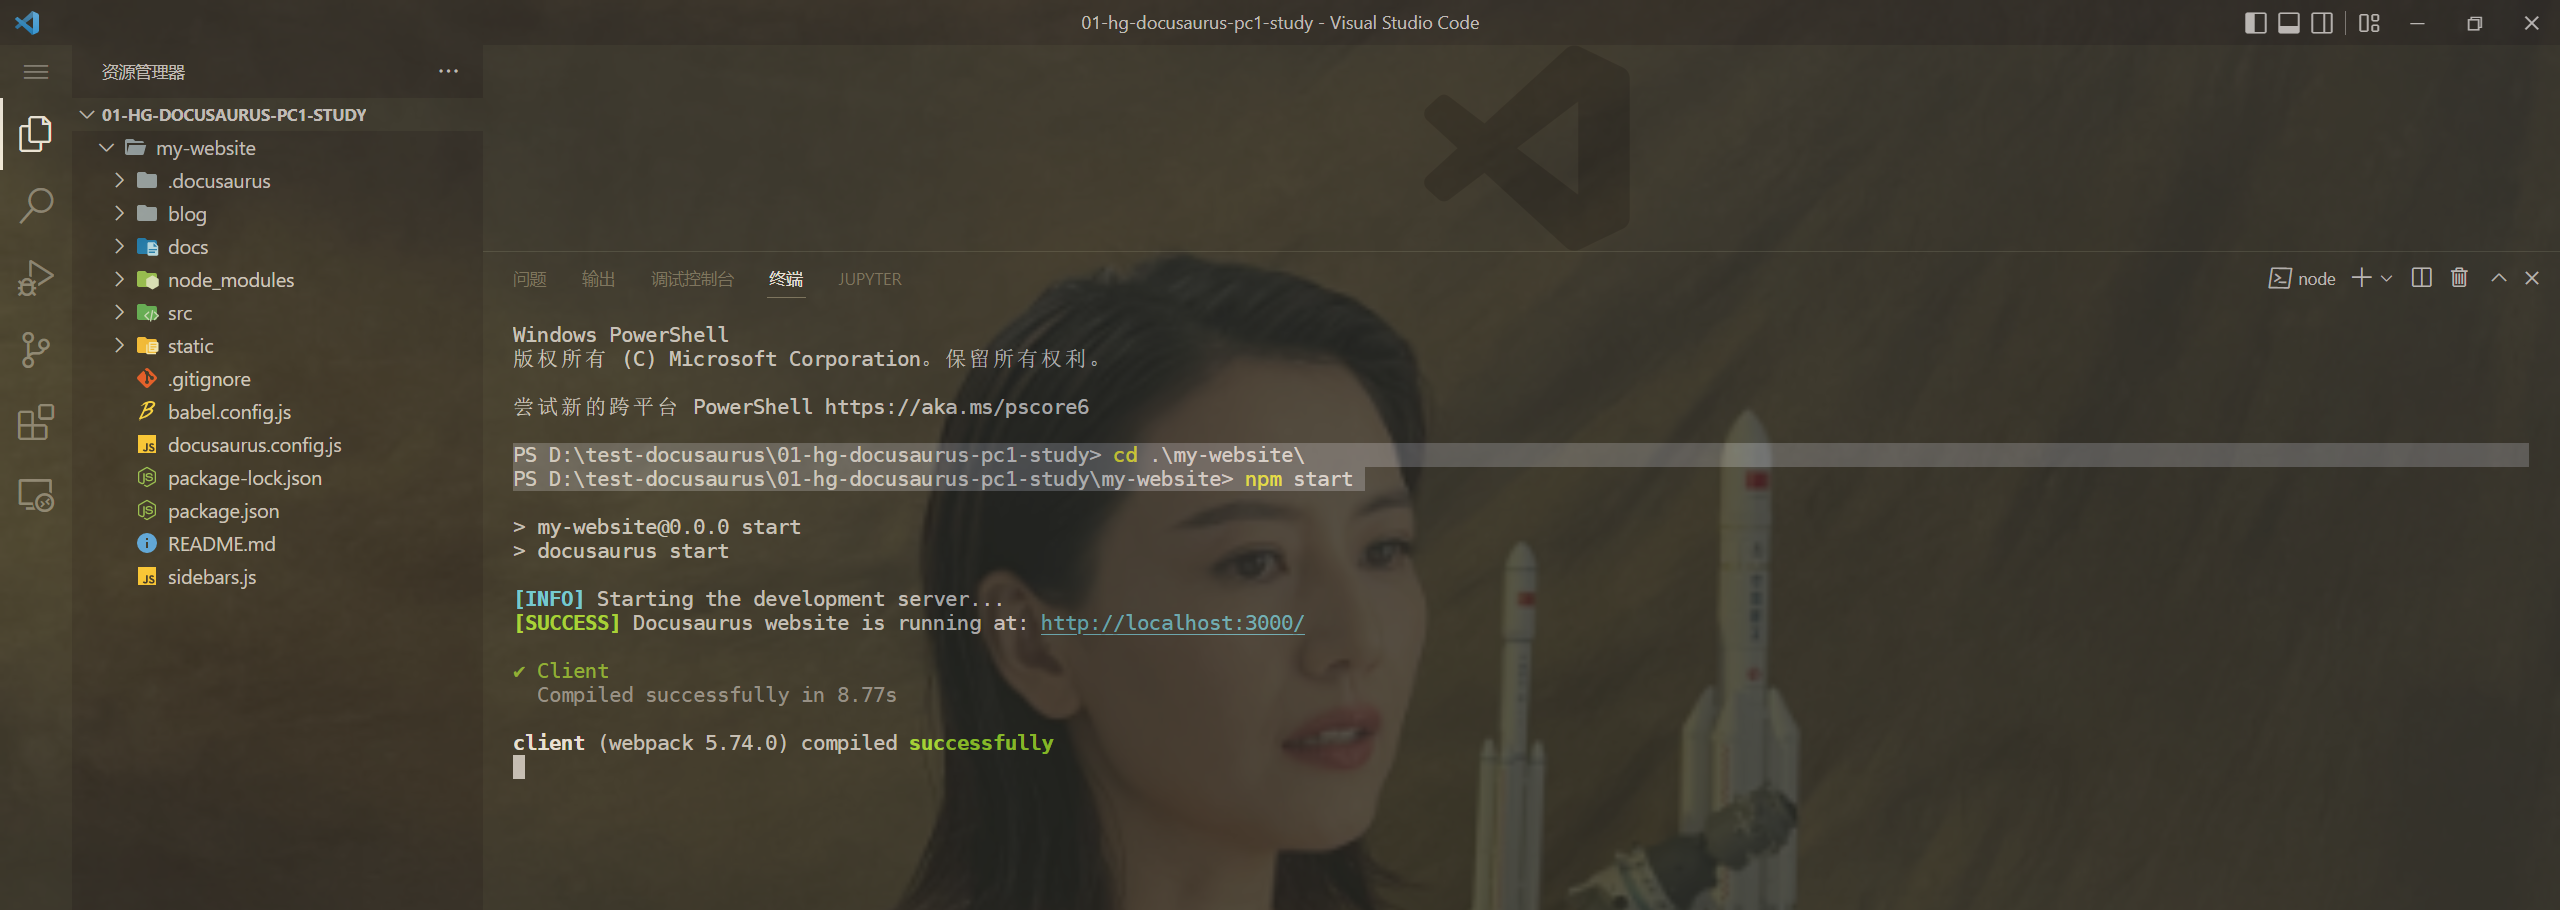 01-hg-docusaurus-pc1-study - Visual Studio Code
资源管理器
01-HG-DOCUSAURUS-PC1-STUDY
my-website
.docusaurus
blog
docs
node_modules
src
static
.gitignore
babel.config.js
docusaurus.config.js
package-lock.json
package.json
README.md
sidebars.js
问题 输出 调试控制台 终端 JUPYTER
node
Windows PowerShell
版权所有 (C) Microsoft Corporation。保留所有权利。
尝试新的跨平台 PowerShell https://aka.ms/pscore6
PS D:\test-docusaurus\01-hg-docusaurus-pc1-study> cd .\my-website\
PS D:\test-docusaurus\01-hg-docusaurus-pc1-study\my-website> npm start
> my-website@0.0.0 start
> docusaurus start
[INFO] Starting the development server...
[SUCCESS] Docusaurus website is running at: http://localhost:3000/
✔ Client
Compiled successfully in 8.77s
client (webpack 5.74.0) compiled successfully